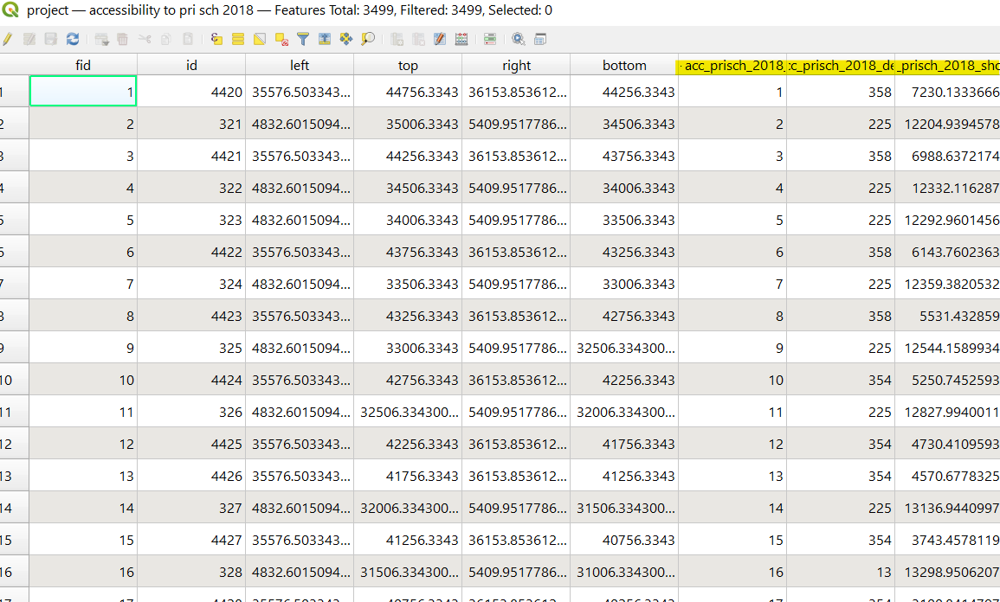 project — accessibility to pri sch 2018 — Features Total: 3499, Filtered: 3499, Selected: 0
fid id left top right bottom acc_prisch_2018_ :c_prisch_2018_de _prisch_2018_sho
1 1 4420 35576.503343... 44756.3343 36153.853612... 44256.3343 1 358 7230.1333666
2 2 321 4832.6015094... 35006.3343 5409.9517786... 34506.3343 2 225 12204.9394578
3 3 4421 35576.503343... 44256.3343 36153.853612... 43756.3343 3 358 6988.6372174
4 4 322 4832.6015094... 34506.3343 5409.9517786... 34006.3343 4 225 12332.116287
5 5 323 4832.6015094... 34006.3343 5409.9517786... 33506.3343 5 225 12292.9601456
6 6 4422 35576.503343... 43756.3343 36153.853612... 43256.3343 6 358 6143.7602363
7 7 324 4832.6015094... 33506.3343 5409.9517786... 33006.3343 7 225 12359.3820532
8 8 4423 35576.503343... 43256.3343 36153.853612... 42756.3343 8 358 5531.432859
9 9 325 4832.6015094... 33006.3343 5409.9517786... 32506.334300... 9 225 12544.1589934
10 10 4424 35576.503343... 42756.3343 36153.853612... 42256.3343 10 354 5250.7452593
11 11 326 4832.6015094... 32506.334300... 5409.9517786... 32006.334300... 11 225 12827.9940011
12 12 4425 35576.503343... 42256.3343 36153.853612... 41756.3343 12 354 4730.4109593
13 13 4426 35576.503343... 41756.3343 36153.853612... 41256.3343 13 354 4570.6778325
14 14 327 4832.6015094... 32006.334300... 5409.9517786... 31506.334300... 14 225 13136.9440997
15 15 4427 35576.503343... 41256.3343 36153.853612... 40756.3343 15 354 3743.4578119
16 16 328 4832.6015094... 31506.334300... 5409.9517786... 31006.334300... 16 13 13298.9506207